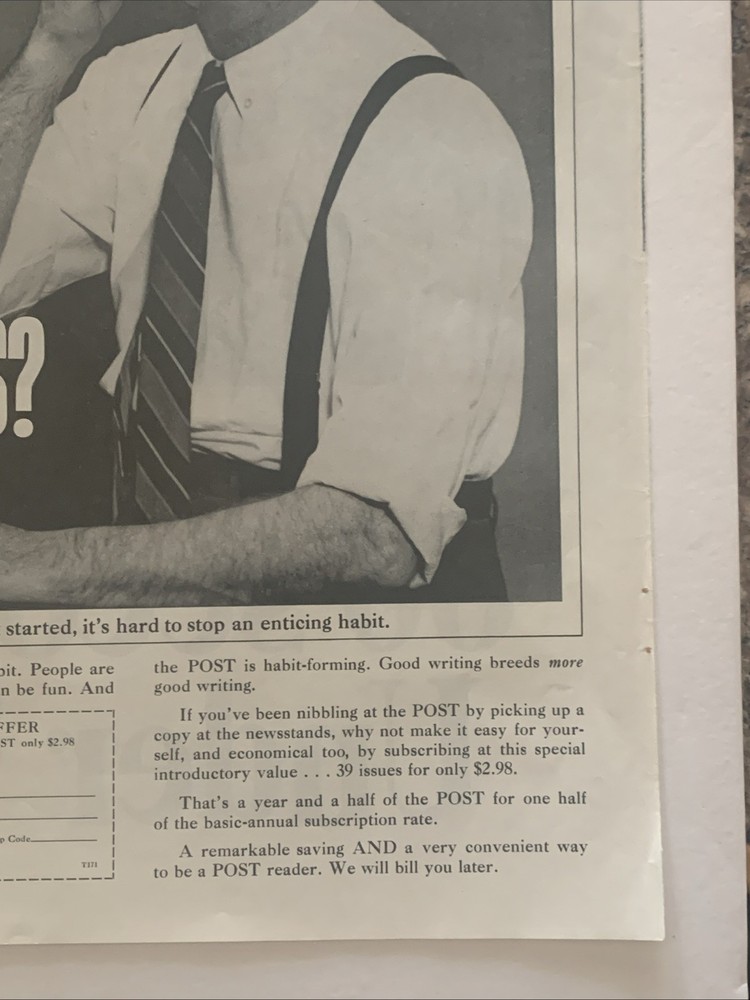 ?
started, it's hard to stop an enticing habit.
bit. People are
n be fun. And
FFER
ST only $2.98
p Code
T371
the POST is habit-forming. Good writing breeds more
good writing.
If you've been nibbling at the POST by picking up a
copy at the newsstands, why not make it easy for your-
self, and economical too, by subscribing at this special
introductory value . . . 39 issues for only $2.98.
That's a year and a half of the POST for one half
of the basic-annual subscription rate.
A remarkable saving AND a very convenient way
to be a POST reader. We will bill you later.